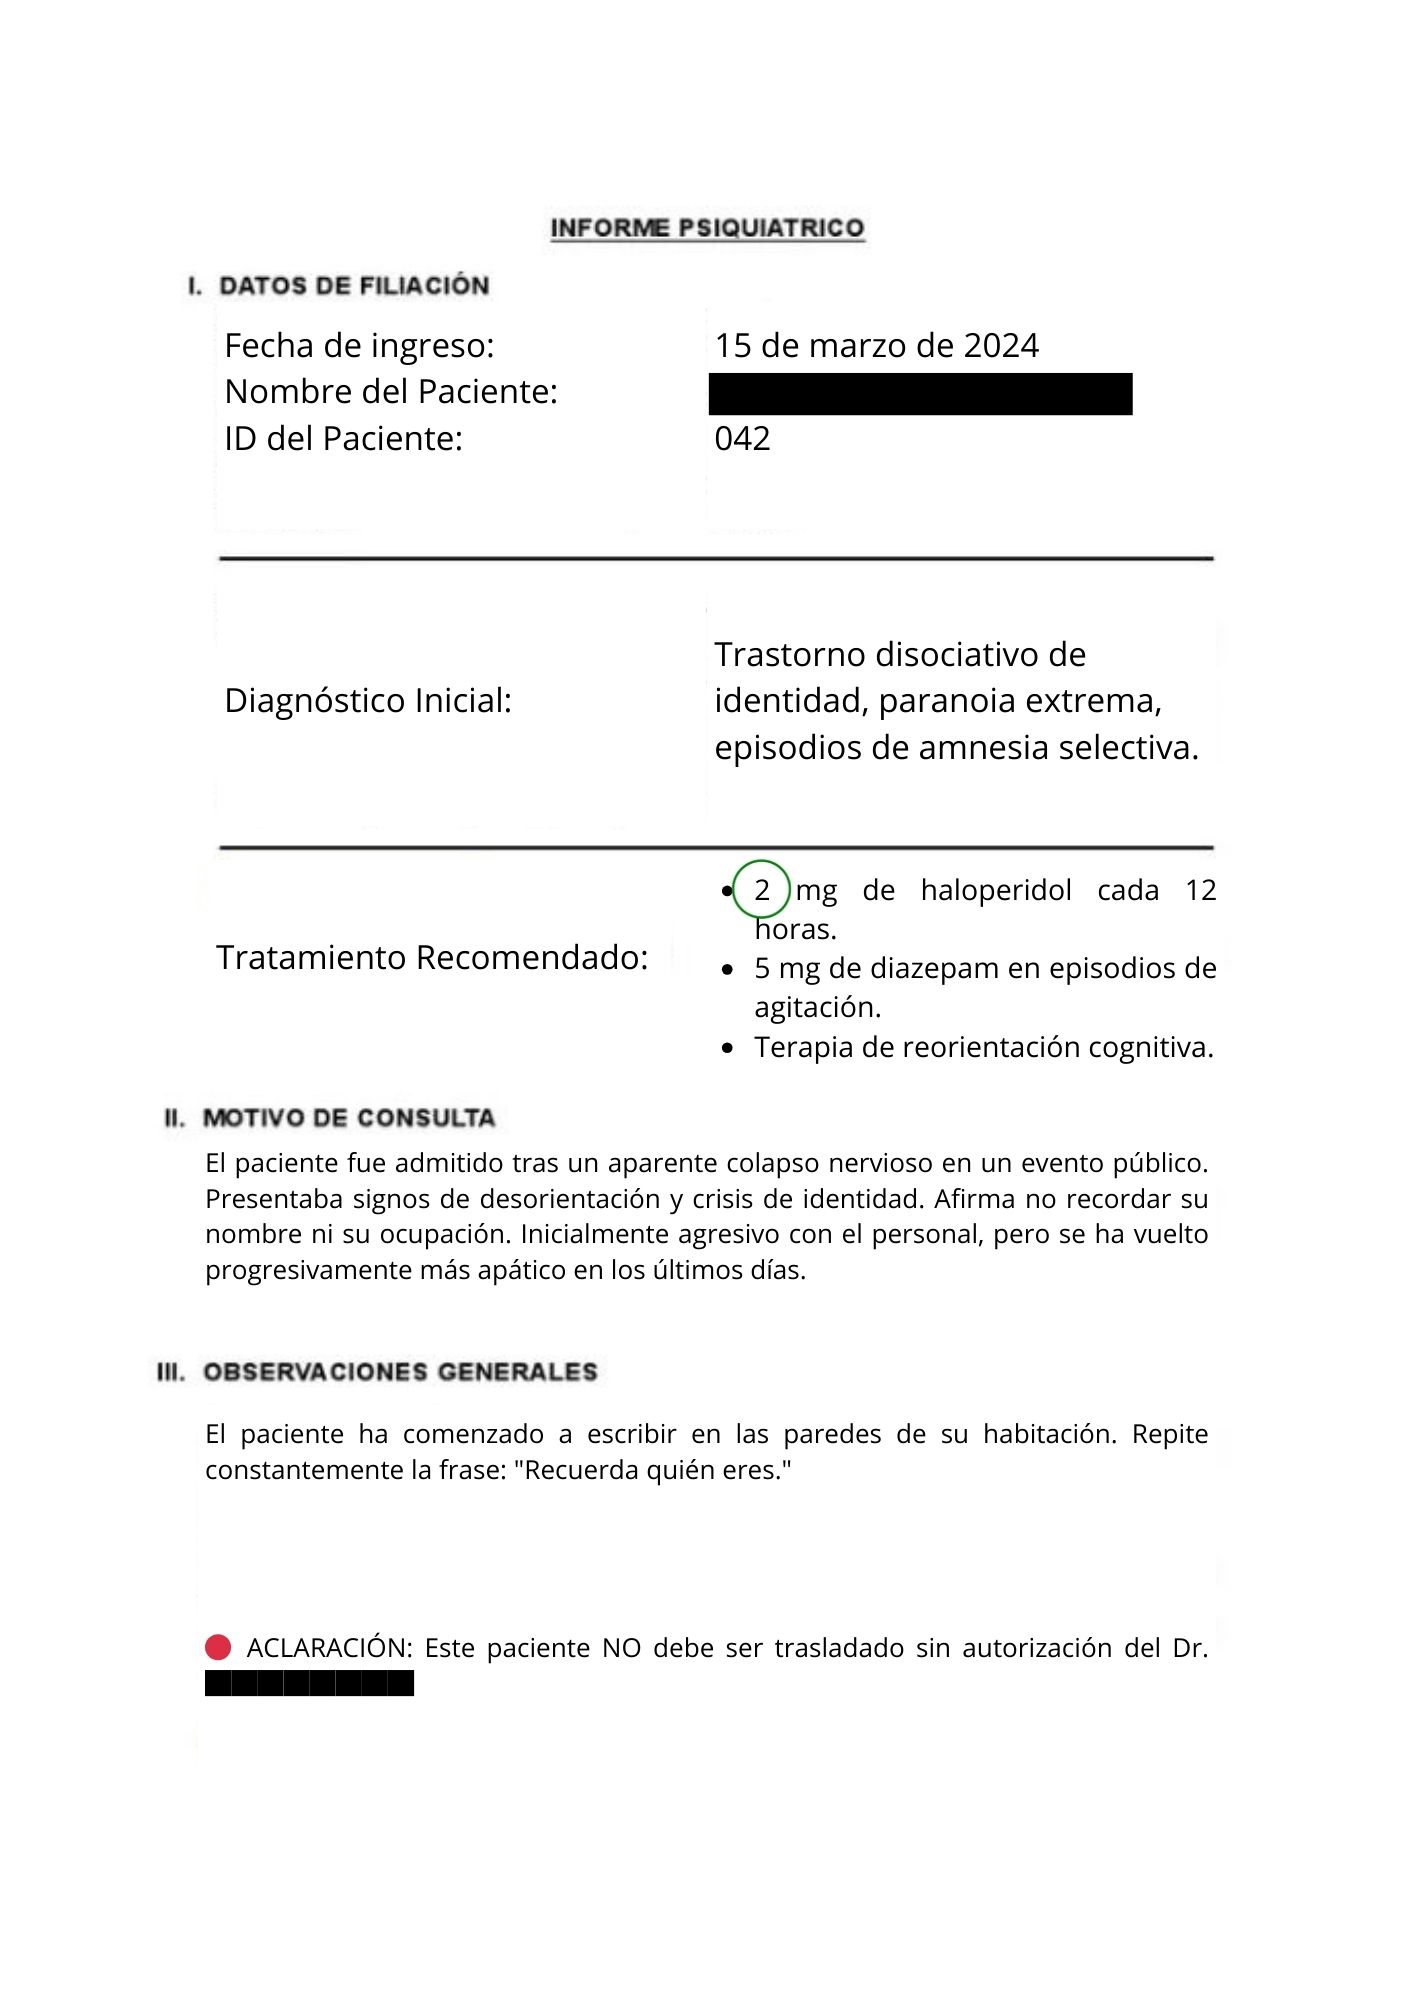 INFORME PSIQUIATRICO
I. DATOS DE FILIACIÓN
Fecha de ingreso: 15 de marzo de 2024
Nombre del Paciente:
ID del Paciente: 042
Trastorno disociativo de
Diagnóstico Inicial: identidad, paranoia extrema,
episodios de amnesia selectiva.
• 2 mg de haloperidol cada 12
horas.
Tratamiento Recomendado:
• 5 mg de diazepam en episodios de
agitación.
• Terapia de reorientación cognitiva.
II. MOTIVO DE CONSULTA
El paciente fue admitido tras un aparente colapso nervioso en un evento público.
Presentaba signos de desorientación y crisis de identidad. Afirma no recordar su
nombre ni su ocupación. Inicialmente agresivo con el personal, pero se ha vuelto
progresivamente más apático en los últimos días.
III. OBSERVACIONES GENERALES
El paciente ha comenzado a escribir en las paredes de su habitación. Repite
constantemente la frase: "Recuerda quién eres."
ACLARACIÓN: Este paciente NO debe ser trasladado sin autorización del Dr.